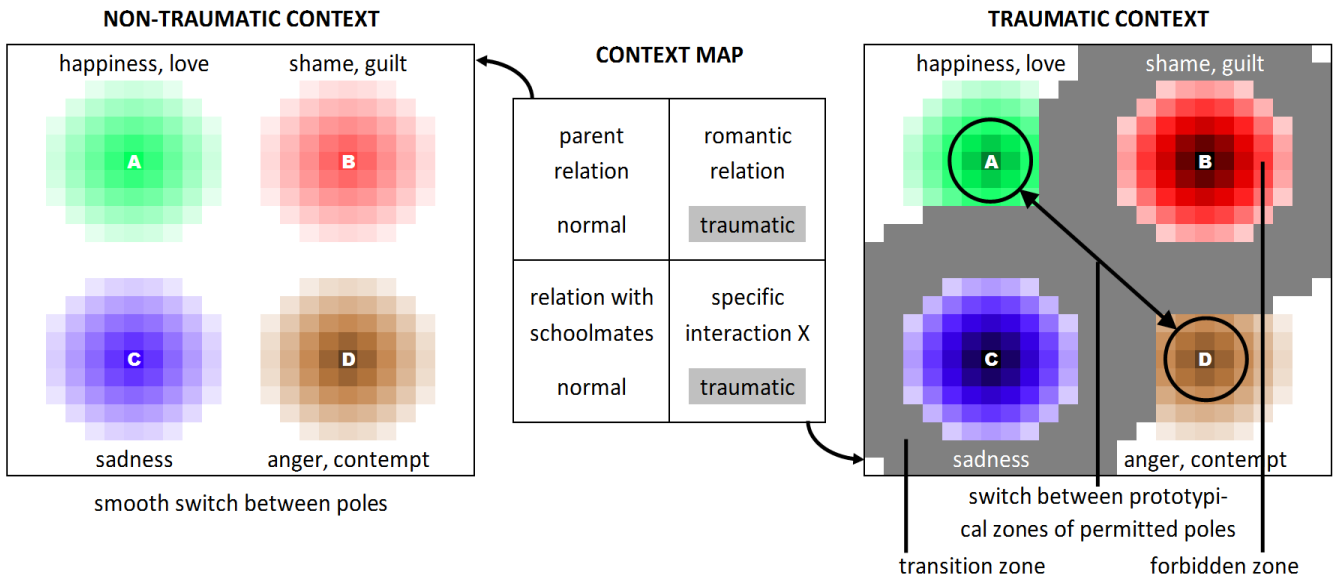 NON-TRAUMATIC CONTEXT
happiness, love
shame, guilt
A
B
C
D
sadness
anger, contempt
smooth switch between poles
CONTEXT MAP
parent
relation
normal
romantic
relation
traumatic
relation with
schoolmates
normal
specific
interaction X
traumatic
TRAUMATIC CONTEXT
happiness, love
shame, guilt
A
B
C
D
sadness
anger, contempt
switch between prototypi-
cal zones of permitted poles
transition zone
forbidden zone